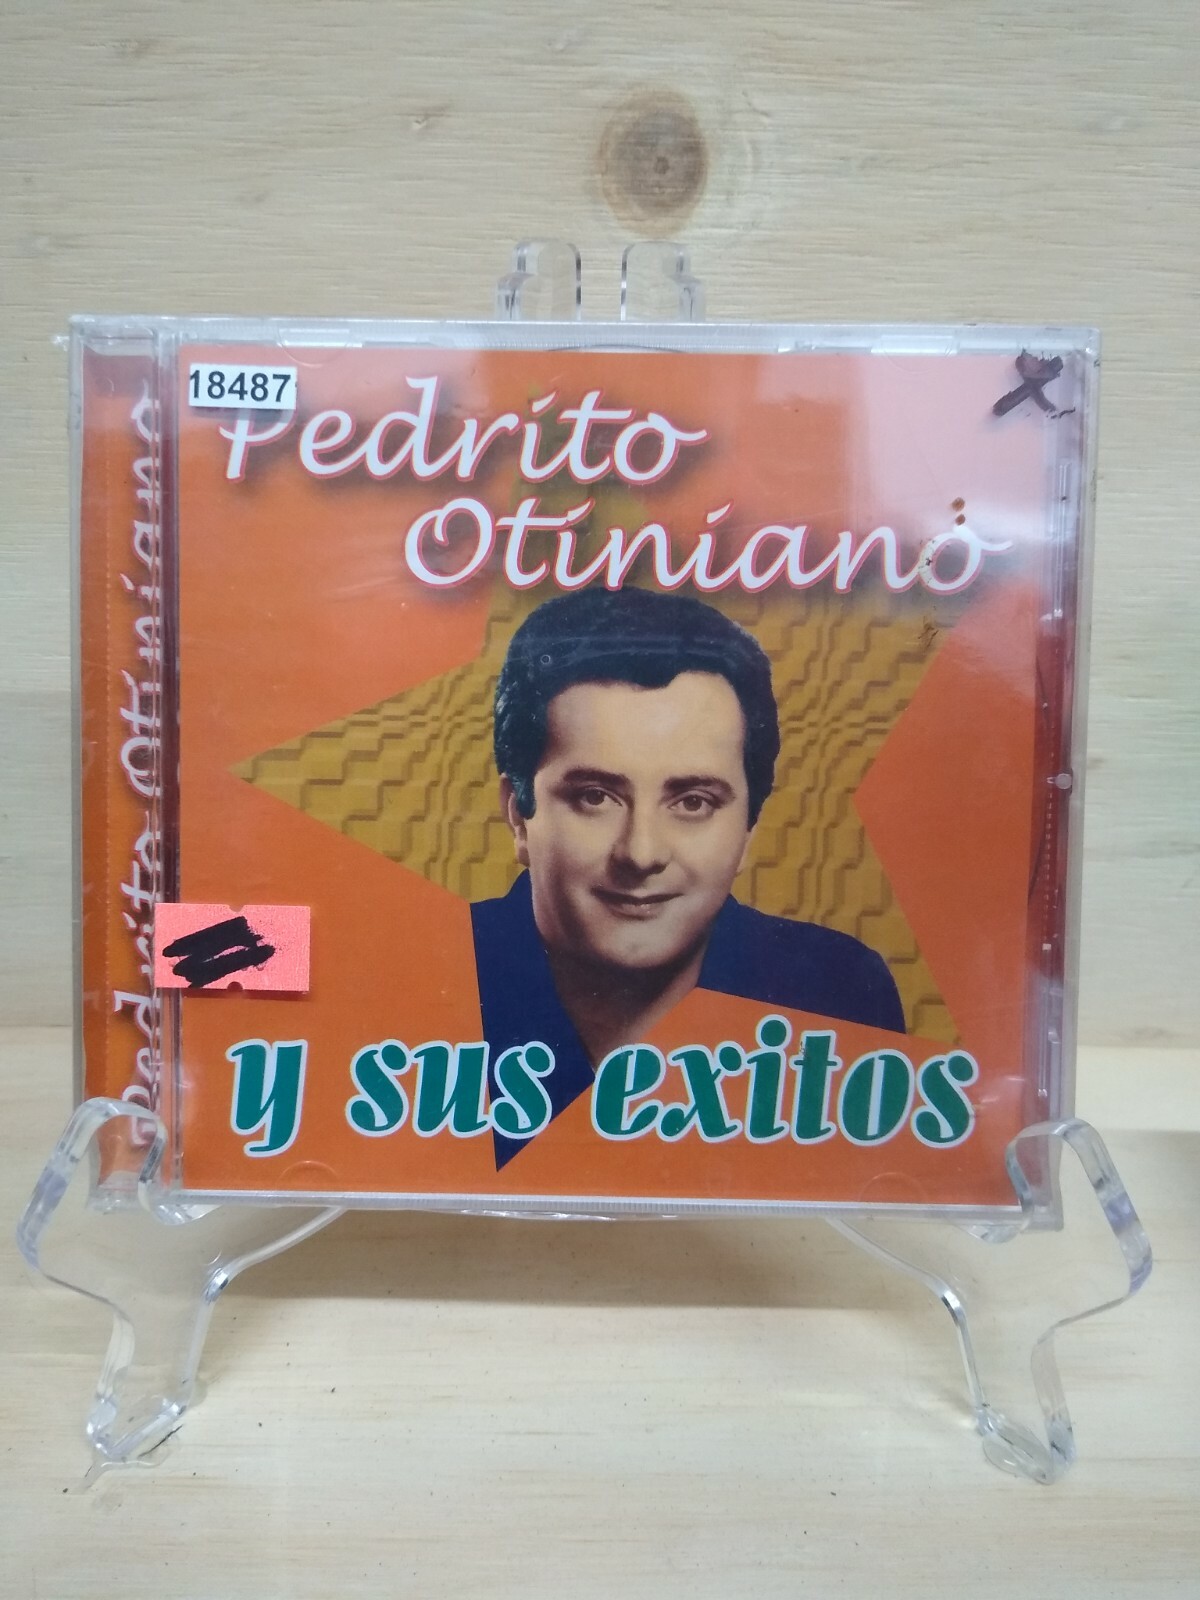 18487
Pedrito
Otiniano
y sus exitos
Pedrito Otiniano